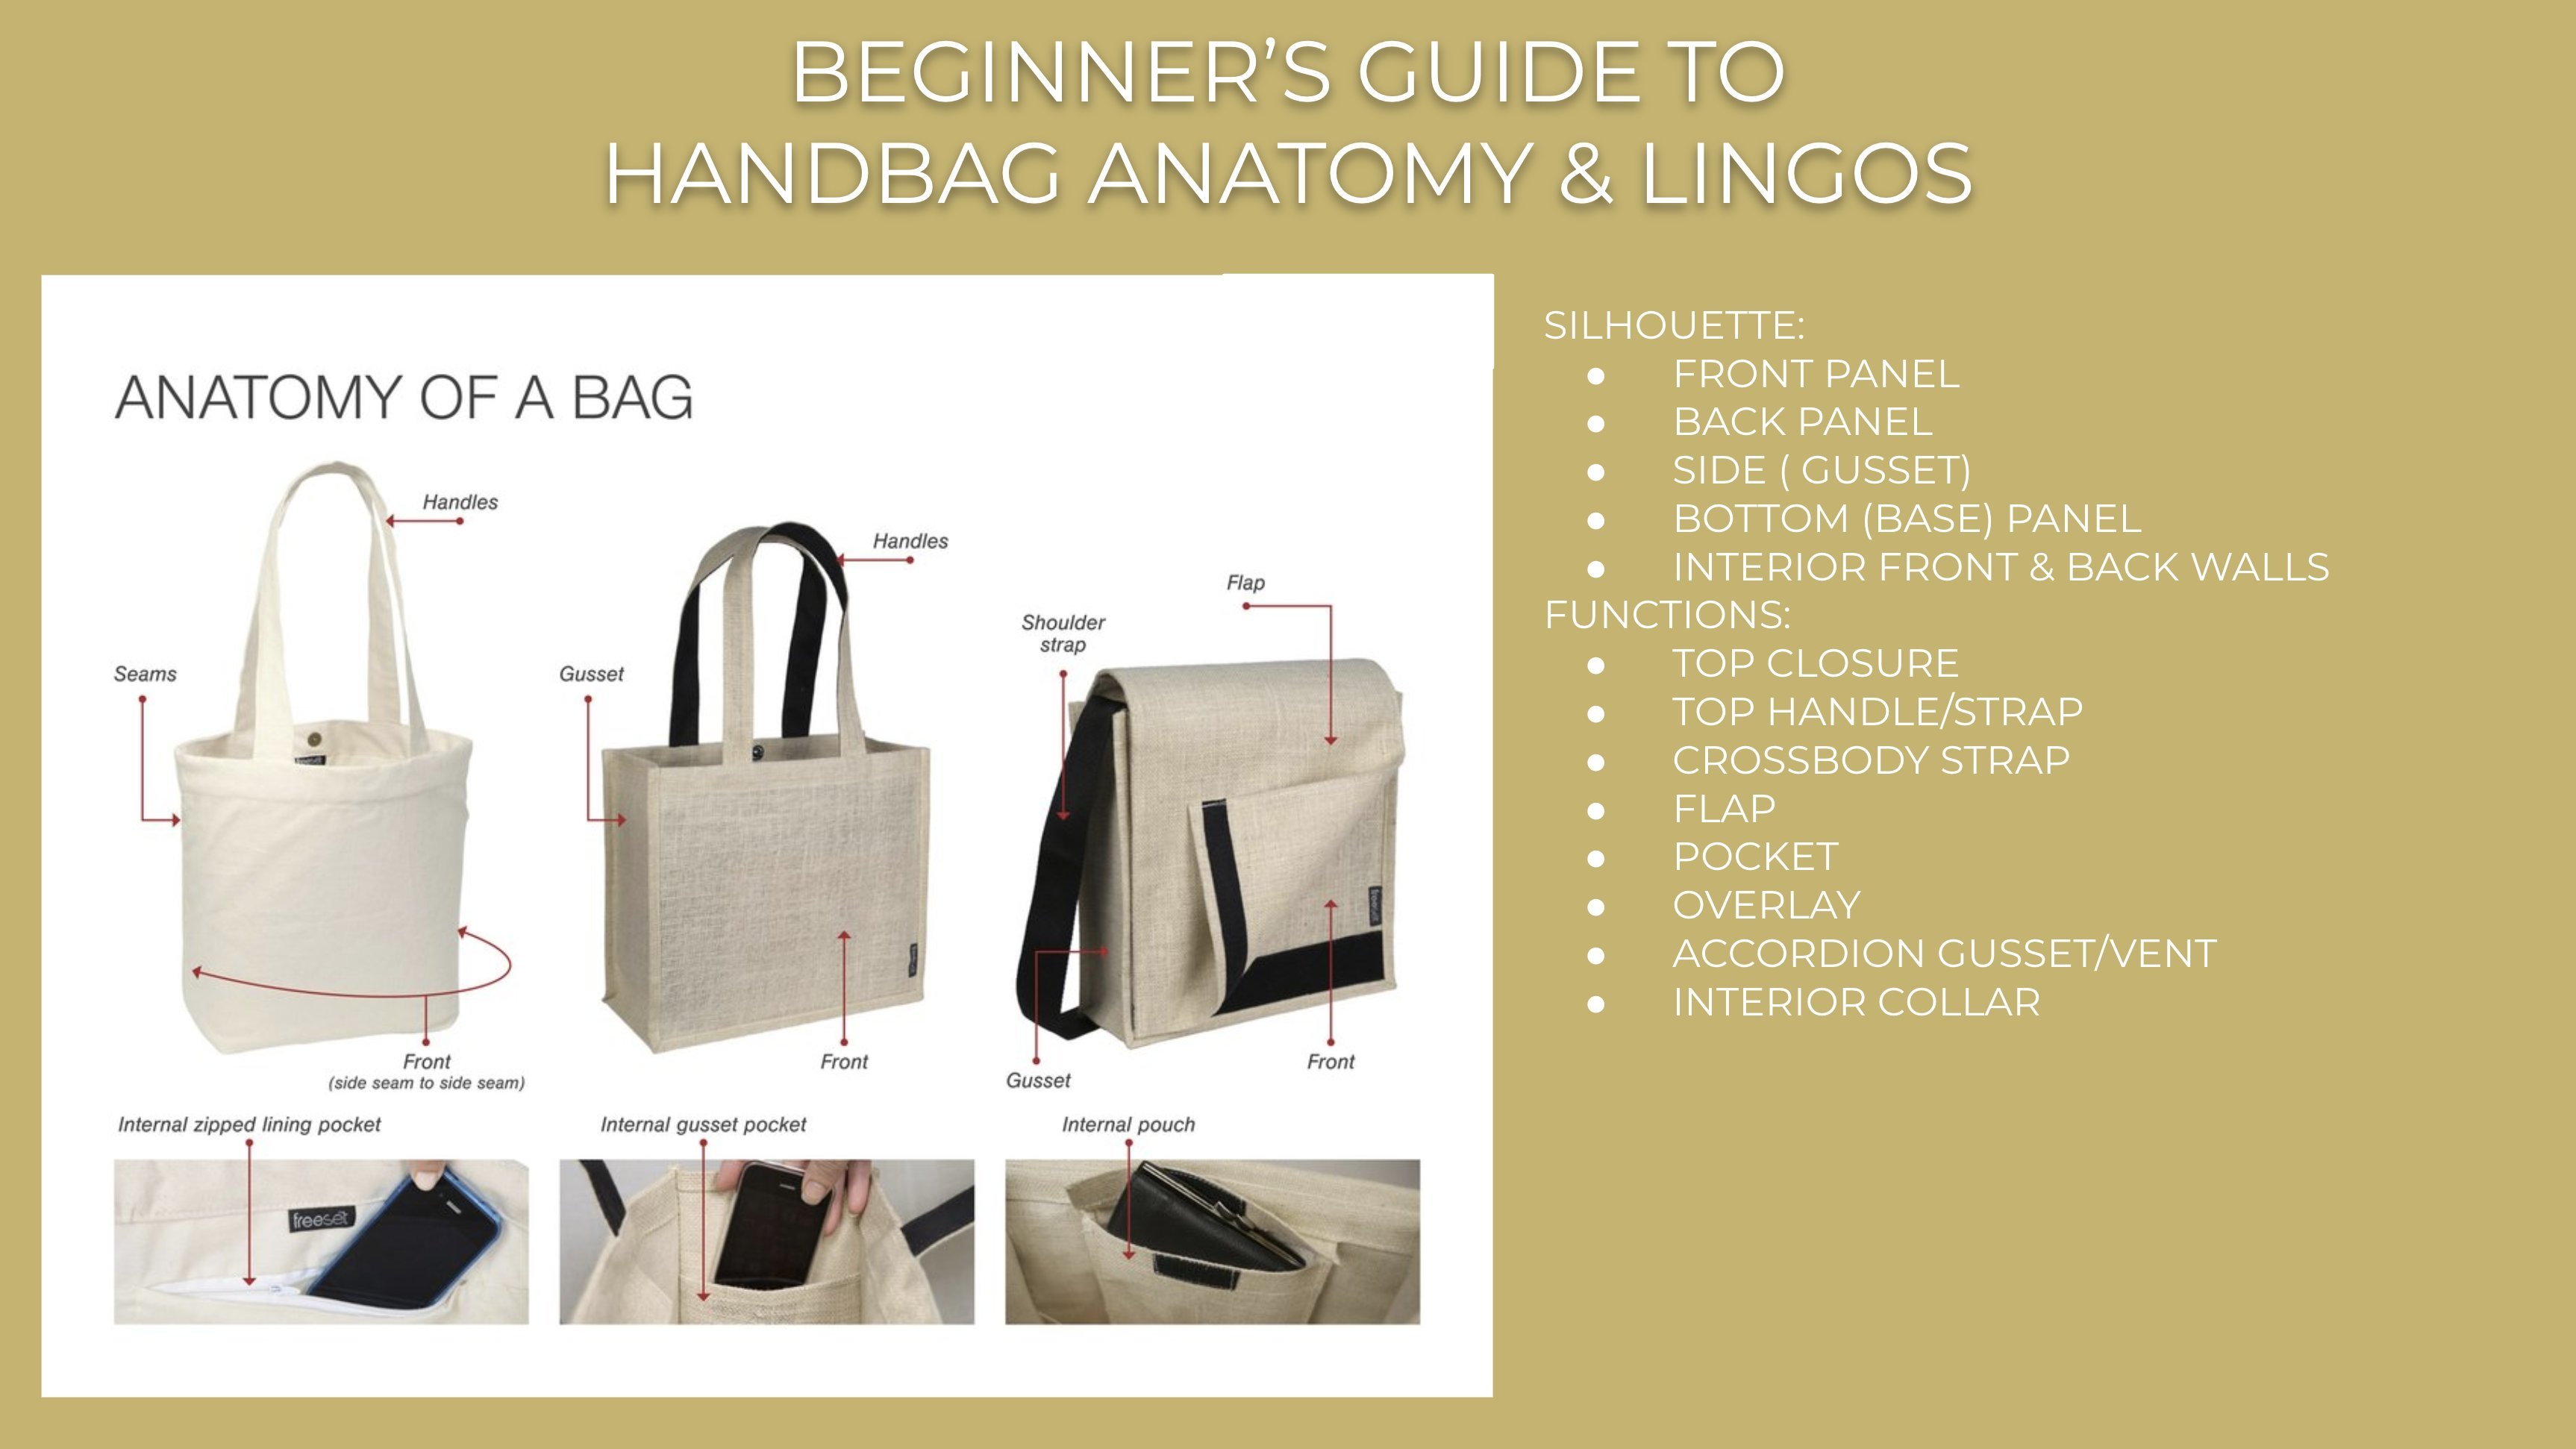 BEGINNER’S GUIDE TO
HANDBAG ANATOMY & LINGOS
ANATOMY OF A BAG
Handles
Seams
Front
(side seam to side seam)
Handles
Gusset
Front
Flap
Shoulder
strap
Gusset
Front
Internal zipped lining pocket
freeset
Internal gusset pocket
Internal pouch
SILHOUETTE:
● FRONT PANEL
● BACK PANEL
● SIDE ( GUSSET)
● BOTTOM (BASE) PANEL
● INTERIOR FRONT & BACK WALLS
FUNCTIONS:
● TOP CLOSURE
● TOP HANDLE/STRAP
● CROSSBODY STRAP
● FLAP
● POCKET
● OVERLAY
● ACCORDION GUSSET/VENT
● INTERIOR COLLAR